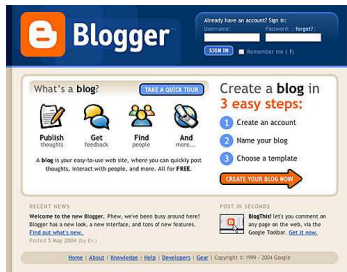 Blogger
Already have an account? Sign in:
Username: Password: | forgot?
SIGN IN Remember me ( ? )
What's a blog?
TAKE A QUICK TOUR
Publish
thoughts
Get
feedback
Find
people
And
more...
A blog is your easy-to-use web site, where you can quickly post
thoughts, interact with people, and more. All for FREE.
Create a blog in
3 easy steps:
1 Create an account
2 Name your blog
3 Choose a template
CREATE YOUR BLOG NOW
RECENT NEWS
Welcome to the new Blogger. Phew, we've been busy around here!
Blogger has a new look, a new interface, and tons of new features.
Find out what's new.
Posted 5 May 2004 (by Ev.)
POST IN SECONDS
BlogThis! let's you comment on
any page on the web, via the
Google Toolbar. Get it now.
Home | About | Knowledge | Help | Developers | Gear | Copyright © 1999 - 2004 Google